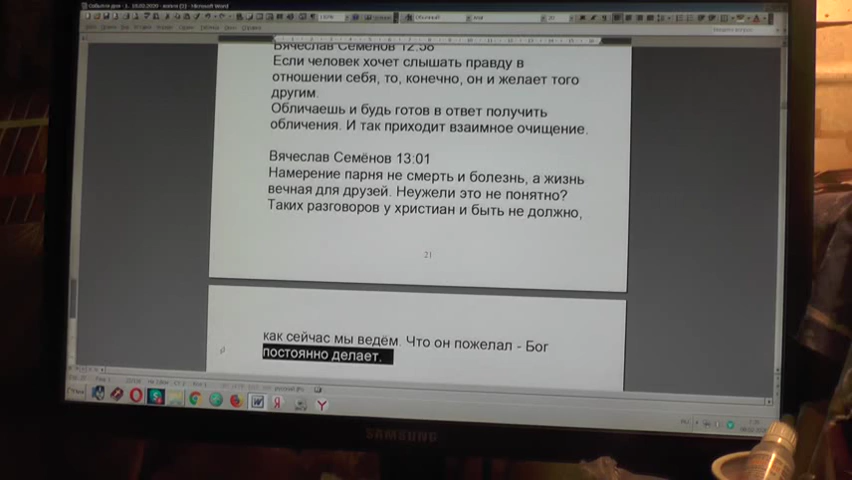 Вячеслав Семёнов 12:58
Если человек хочет слышать правду в
отношении себя, то, конечно, он и желает того
другим.
Обличаешь и будь готов в ответ получить
обличения. И так приходит взаимное очищение.
Вячеслав Семёнов 13:01
Намерение парня не смерть и болезнь, а жизнь
вечная для друзей. Неужели это не понятно?
Таких разговоров у христиан и быть не должно,
21
как сейчас мы ведём. Что он пожелал - Бог
постоянно делает.
SAMSUNG